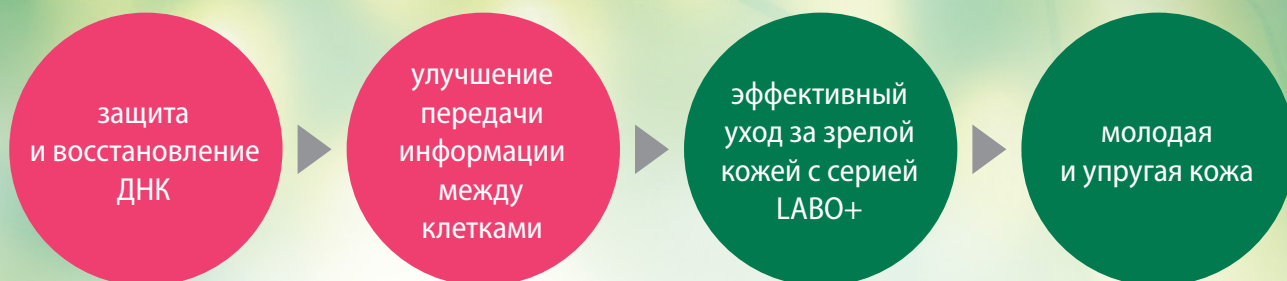 защита
и восстановление
ДНК
улучшение
передачи
информации
между
клетками
эффективный
уход за зрелой
кожей с серией
LABO+
молодая
и упругая кожа